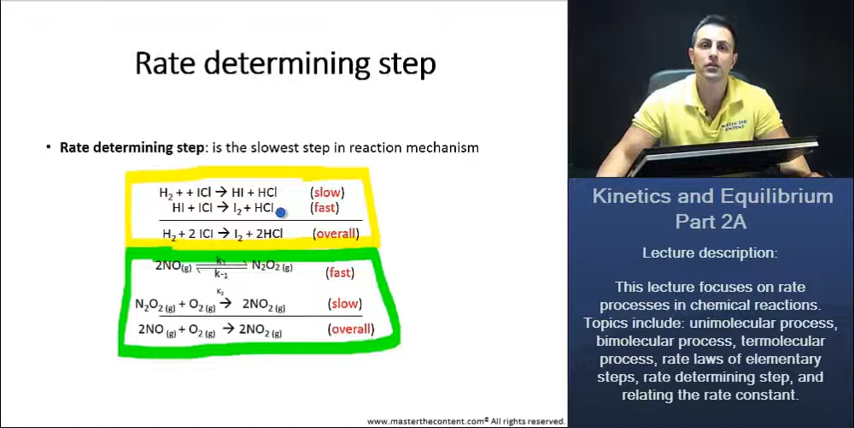 Rate determining step
• Rate determining step: is the slowest step in reaction mechanism
H₂ + + ICl → HI + HCl (slow)
HI + ICl → I₂ + HCl (fast)
H₂ + 2 ICl → I₂ + 2HCl (overall)
2NO(g) k₁ k-1 N₂O₂ (g) (fast)
K₂
N₂O₂ (g) + O₂ (g) → 2NO₂ (g) (slow)
2NO (g) + O₂ (g) → 2NO₂ (g) (overall)
www.masterthecontent.com© All rights reserved.
MASTER THE
CONTENT
Kinetics and Equilibrium
Part 2A
Lecture description:
This lecture focuses on rate
processes in chemical reactions.
Topics include: unimolecular process,
bimolecular process, termolecular
process, rate laws of elementary
steps, rate determining step, and
relating the rate constant.